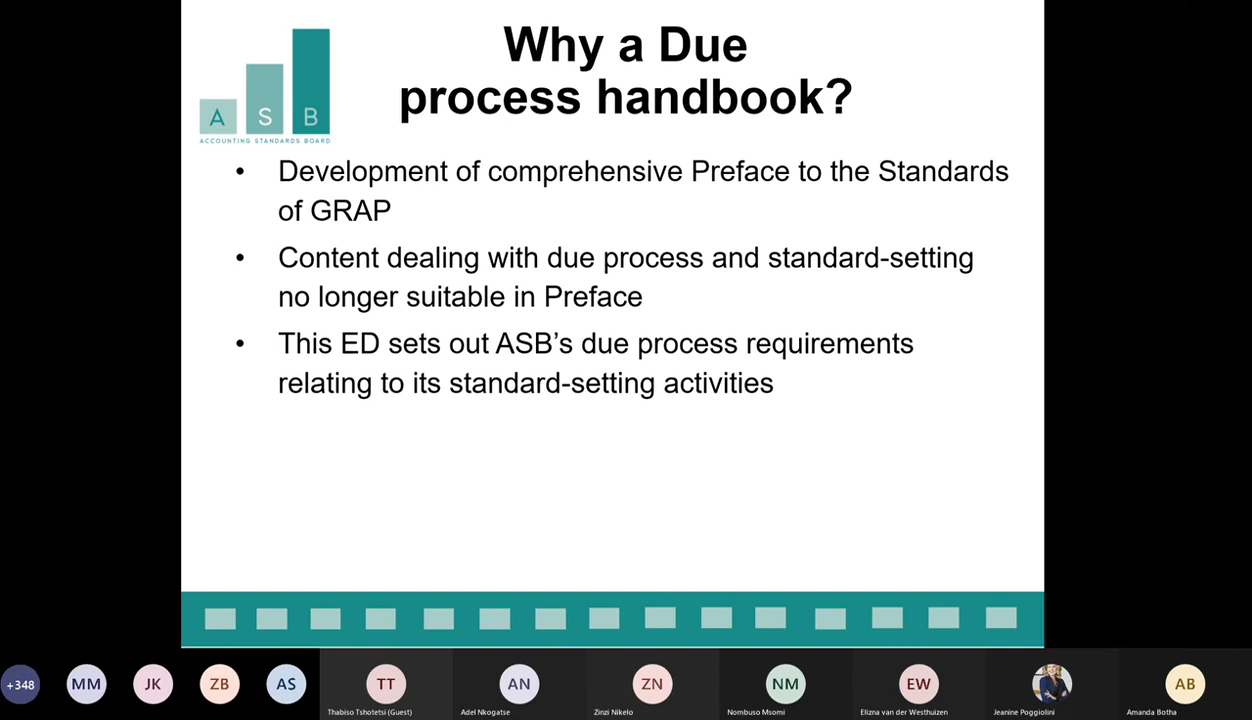 Why a Due
process handbook?
A S B
ACCOUNTING STANDARDS BOARD
• Development of comprehensive Preface to the Standards
of GRAP
• Content dealing with due process and standard-setting
no longer suitable in Preface
• This ED sets out ASB’s due process requirements
relating to its standard-setting activities
+348 MM JK ZB AS TT AN ZN NM EW AB
Thabiso Tshotetsi (Guest) Adel Nkogatse Zinzi Nikelo Nombuso Msomi Elizna van der Westhuizen Jeanine Poggiolini Amanda Botha